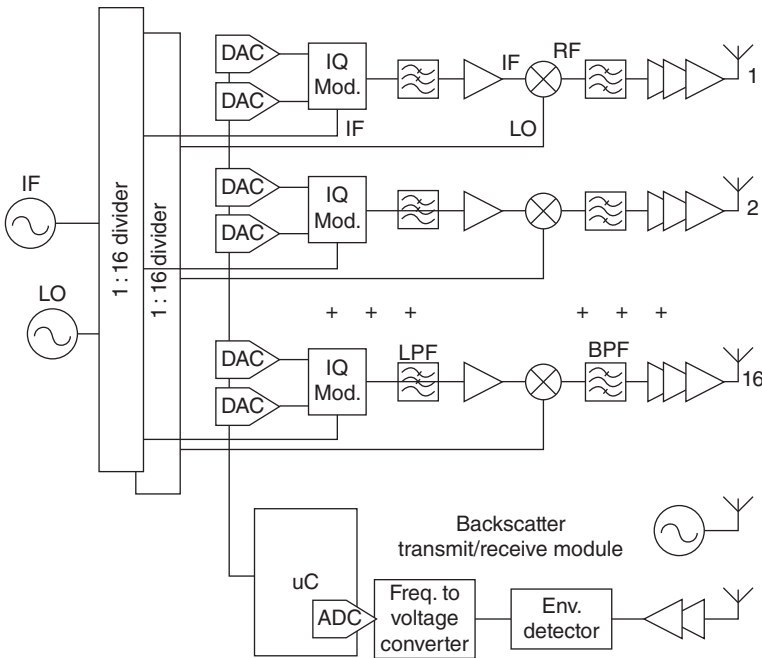 DAC
IQ
Mod.
IF
RF
1
DAC
IF
LO
DAC
IQ
Mod.
2
IF
DAC
1 : 16 divider
1 : 16 divider
LO
+ + +
+ + +
DAC
IQ
Mod.
LPF
BPF
16
DAC
Backscatter
transmit/receive module
uC
ADC
Freq. to
voltage
converter
Env.
detector